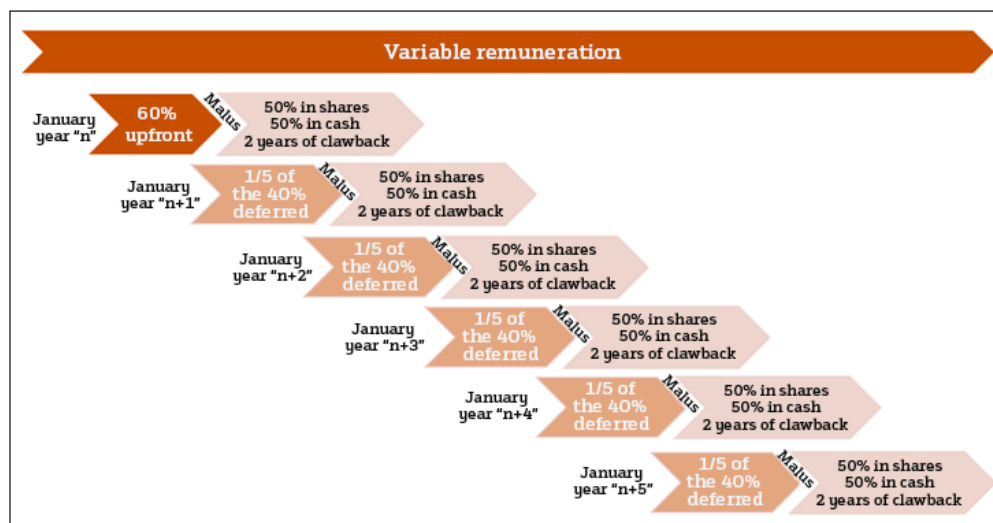 Variable remuneration
January
year “n”
60%
upfront
Malus
50% in shares
50% in cash
2 years of clawback
January
year “n+1”
1/5 of
the 40%
deferred
Malus
50% in shares
50% in cash
2 years of clawback
January
year “n+2”
1/5 of
the 40%
deferred
Malus
50% in shares
50% in cash
2 years of clawback
January
year “n+3”
1/5 of
the 40%
deferred
Malus
50% in shares
50% in cash
2 years of clawback
January
year “n+4”
1/5 of
the 40%
deferred
Malus
50% in shares
50% in cash
2 years of clawback
January
year “n+5”
1/5 of
the 40%
deferred
Malus
50% in shares
50% in cash
2 years of clawback